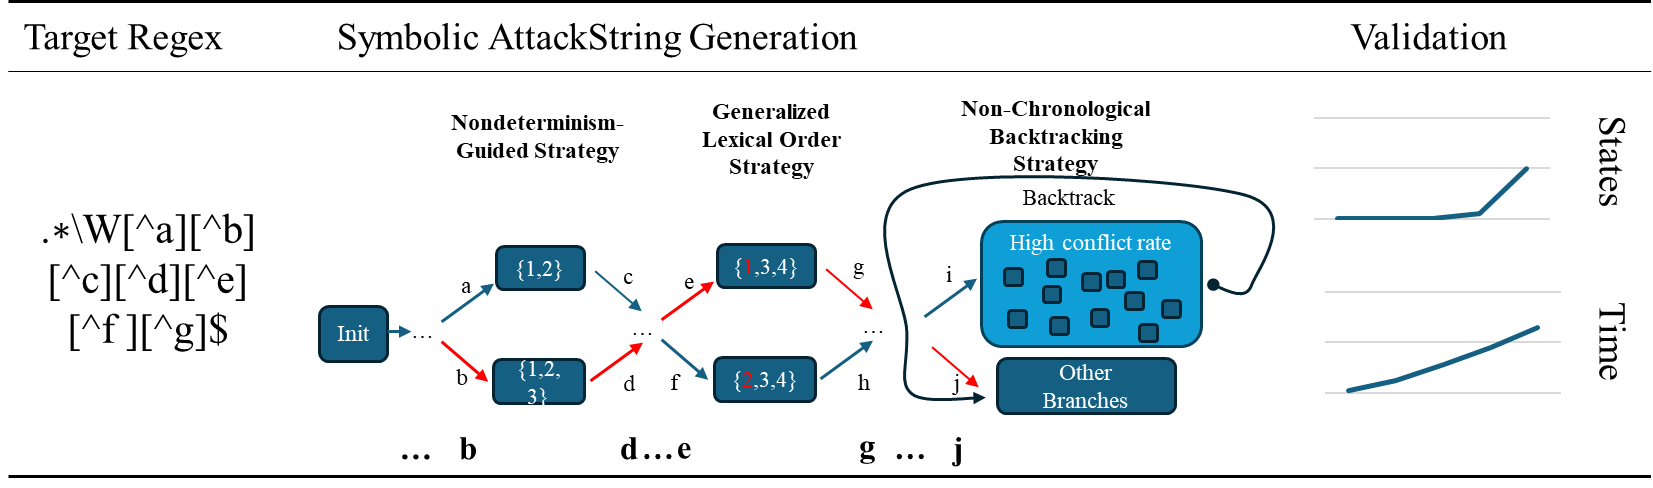 Target Regex
Symbolic AttackString Generation
Validation
Nondeterminism-
Guided Strategy
Generalized
Lexical Order
Strategy
Non-Chronological
Backtracking
Strategy
Backtrack
.*\W[^a][^b]
[^c][^d][^e]
[^f ][^g]$
Init
...
a
b
{1,2}
{1,2,
3}
c
d
...
e
f
{1,3,4}
{2,3,4}
g
h
...
i
j
High conflict rate
Other
Branches
... b d...e g ... j
States
Time